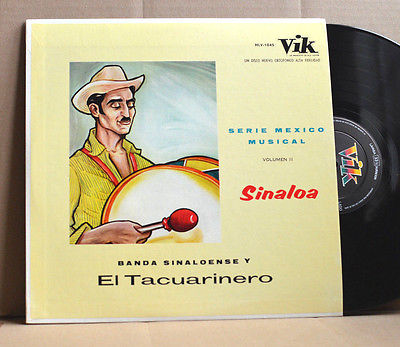 MLV-1045
Vik
UN DISCO NUEVO ORTOFONICO ALTA FIDELIDAD
SERIE MEXICO
MUSICAL
VOLUMEN II
Sinaloa
BANDA SINALOENSE Y
El Tacuarinero
Vik